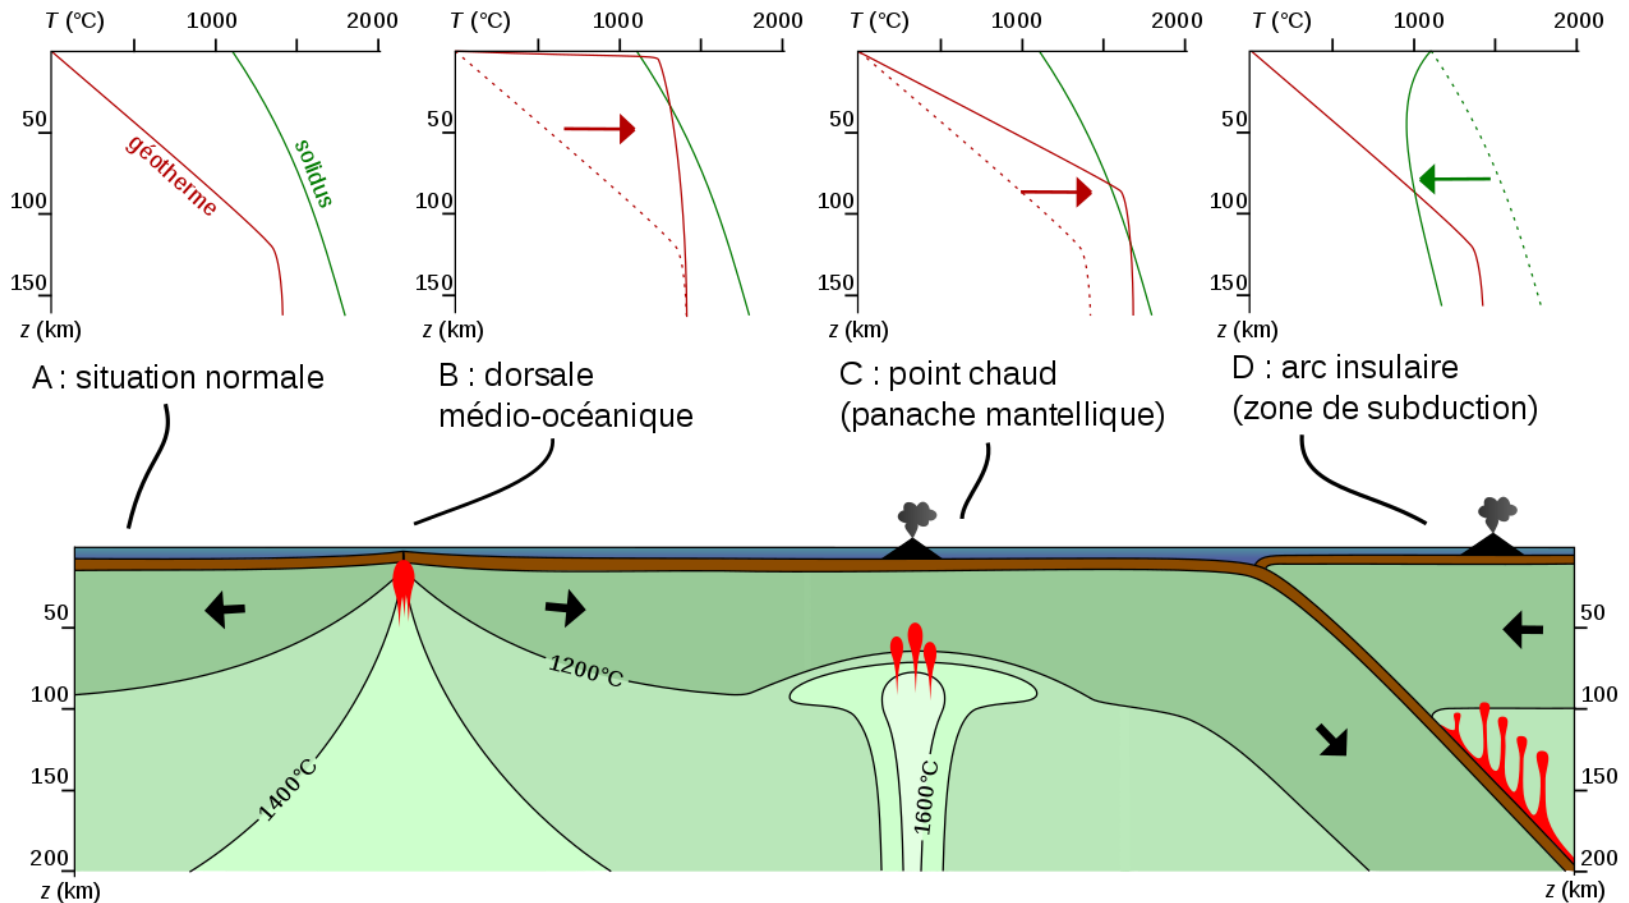 T (°C) 1000 2000
50
100
150
z (km)
géotherme
solidus
T (°C) 1000 2000
50
100
150
z (km)
T (°C) 1000 2000
50
100
150
z (km)
T (°C) 1000 2000
50
100
150
z (km)
A : situation normale
B : dorsale
médio-océanique
C : point chaud
(panache mantellique)
D : arc insulaire
(zone de subduction)
50
100
150
200
z (km)
1200°C
1400°C
1600°C
50
100
150
200
z (km)